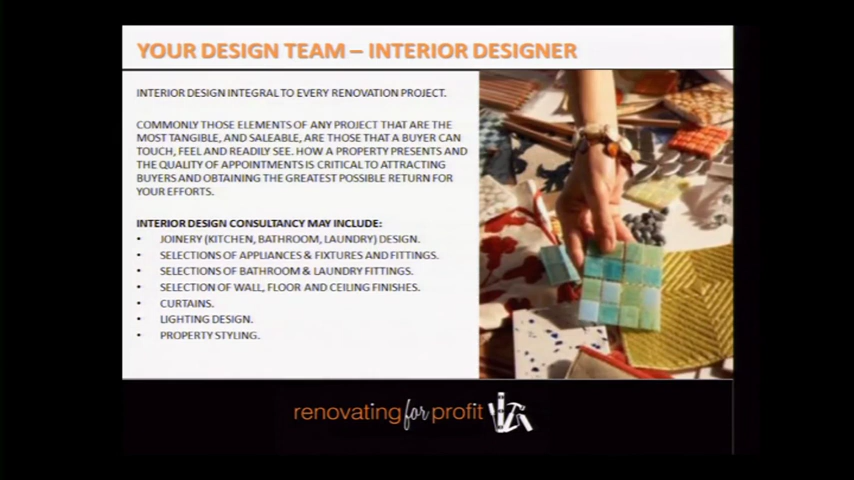 YOUR DESIGN TEAM – INTERIOR DESIGNER
INTERIOR DESIGN INTEGRAL TO EVERY RENOVATION PROJECT.
COMMONLY THOSE ELEMENTS OF ANY PROJECT THAT ARE THE
MOST TANGIBLE, AND SALEABLE, ARE THOSE THAT A BUYER CAN
TOUCH, FEEL AND READILY SEE. HOW A PROPERTY PRESENTS AND
THE QUALITY OF APPOINTMENTS IS CRITICAL TO ATTRACTING
BUYERS AND OBTAINING THE GREATEST POSSIBLE RETURN FOR
YOUR EFFORTS.
INTERIOR DESIGN CONSULTANCY MAY INCLUDE:
• JOINERY (KITCHEN, BATHROOM, LAUNDRY) DESIGN.
• SELECTIONS OF APPLIANCES & FIXTURES AND FITTINGS.
• SELECTIONS OF BATHROOM & LAUNDRY FITTINGS.
• SELECTION OF WALL, FLOOR AND CEILING FINISHES.
• CURTAINS.
• LIGHTING DESIGN.
• PROPERTY STYLING.
renovating for profit